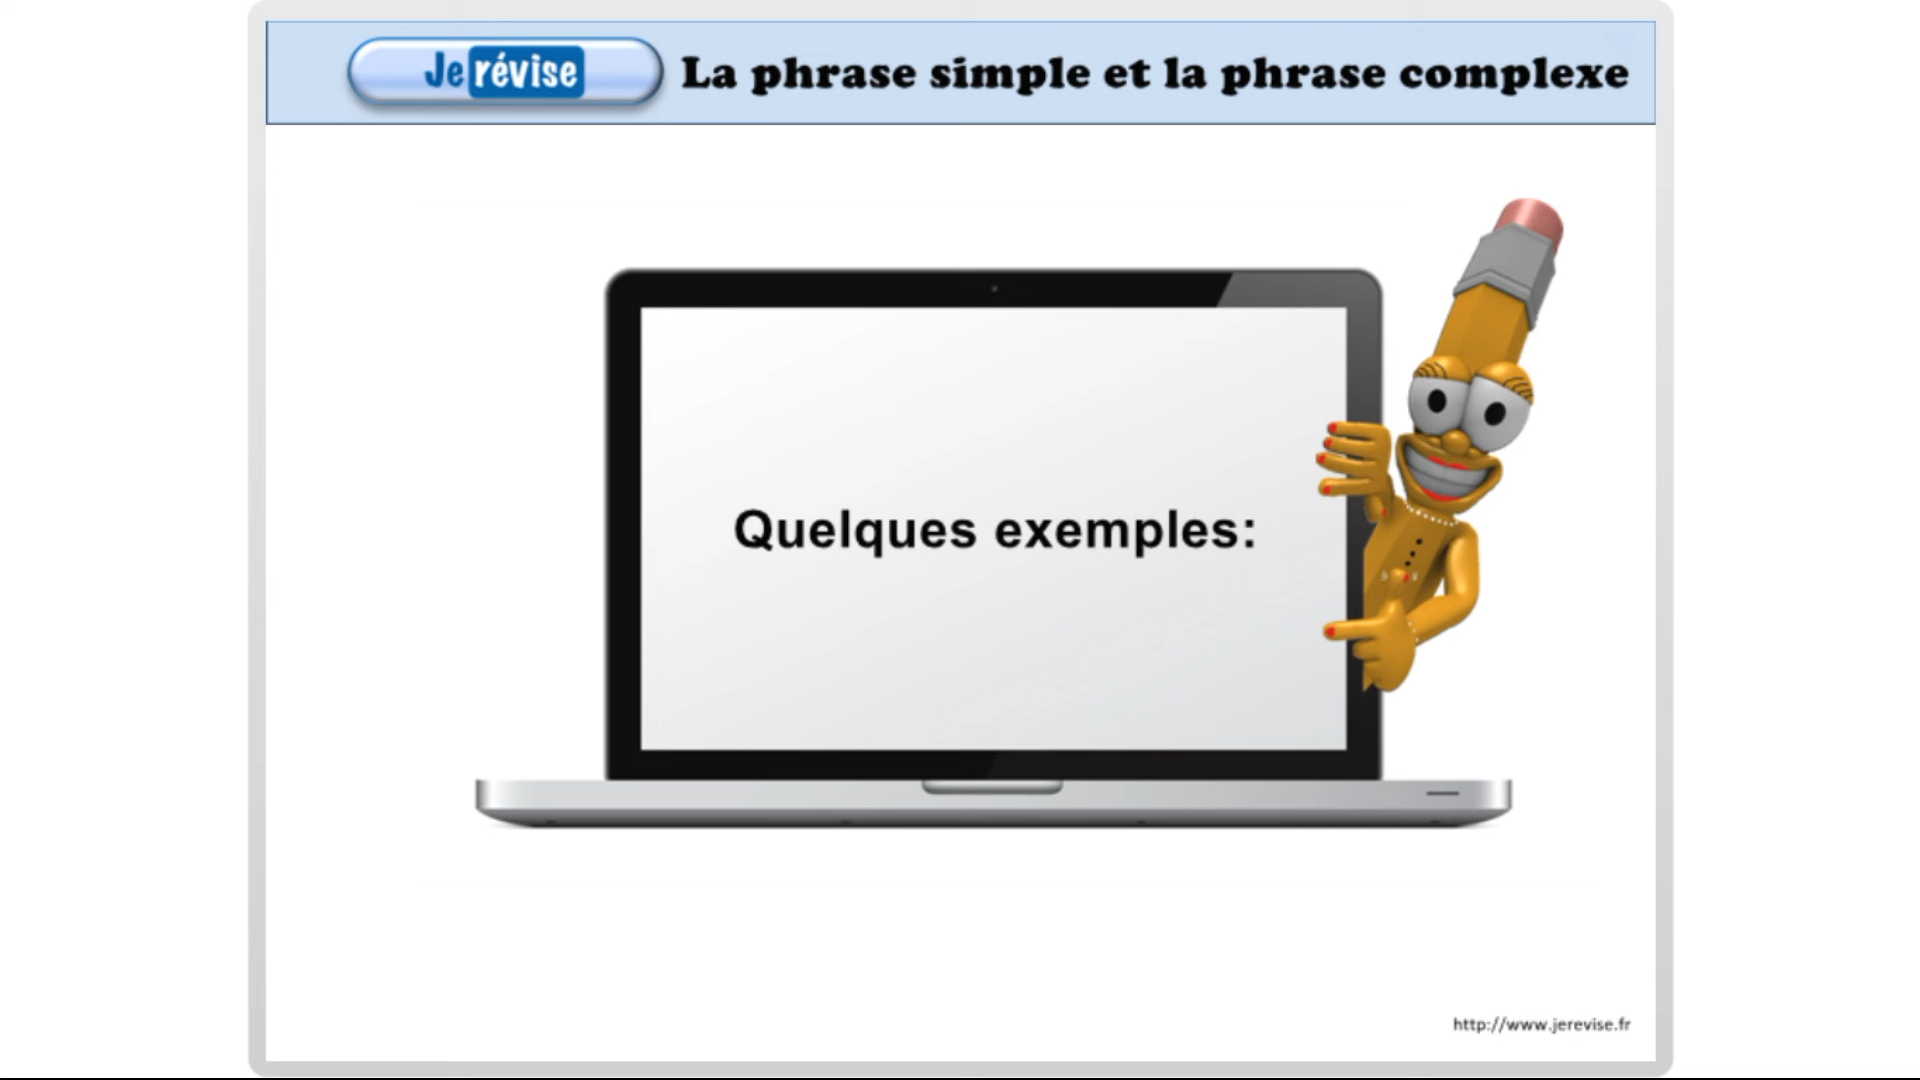 Je révise
La phrase simple et la phrase complexe
Quelques exemples:
http://www.jerevise.fr